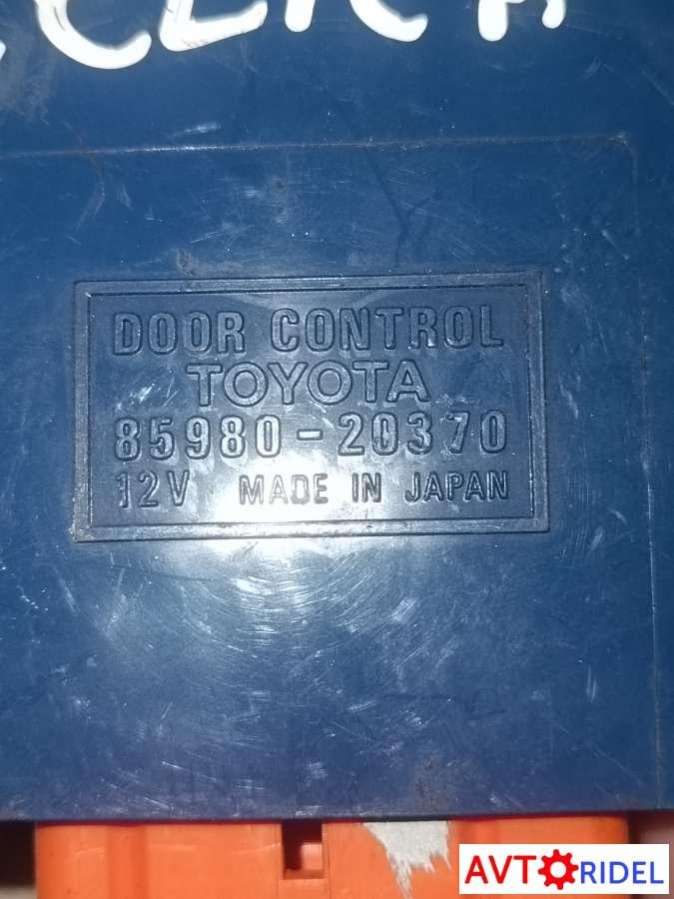 DOOR CONTROL
TOYOTA
85980-20370
12V MADE IN JAPAN
AVTORIDEL